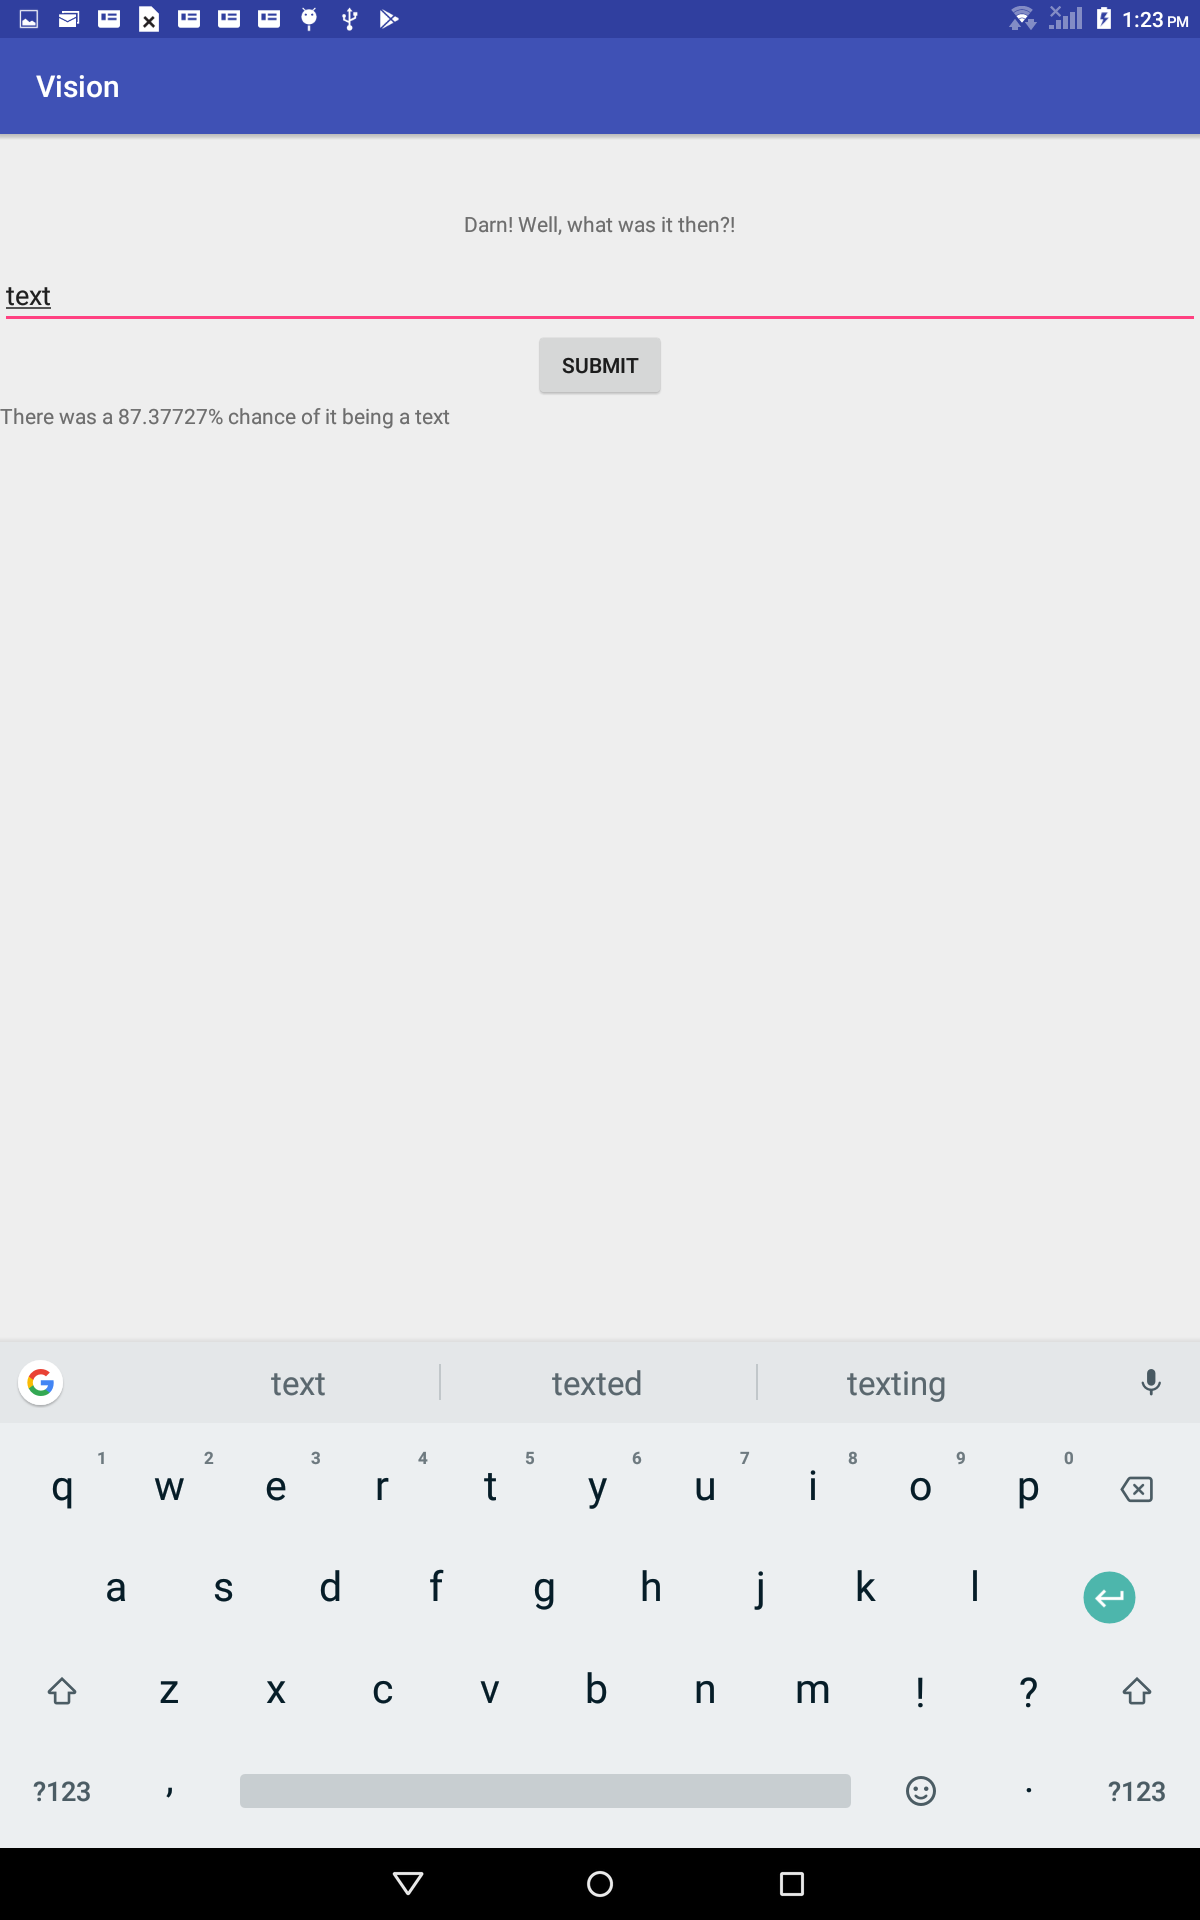 1:23 PM
Vision
Darn! Well, what was it then?!
text
SUBMIT
There was a 87.37727% chance of it being a text
text texted texting
1 2 3 4 5 6 7 8 9 0
q w e r t y u i o p
a s d f g h j k l
z x c v b n m ! ?
?123 , . ?123